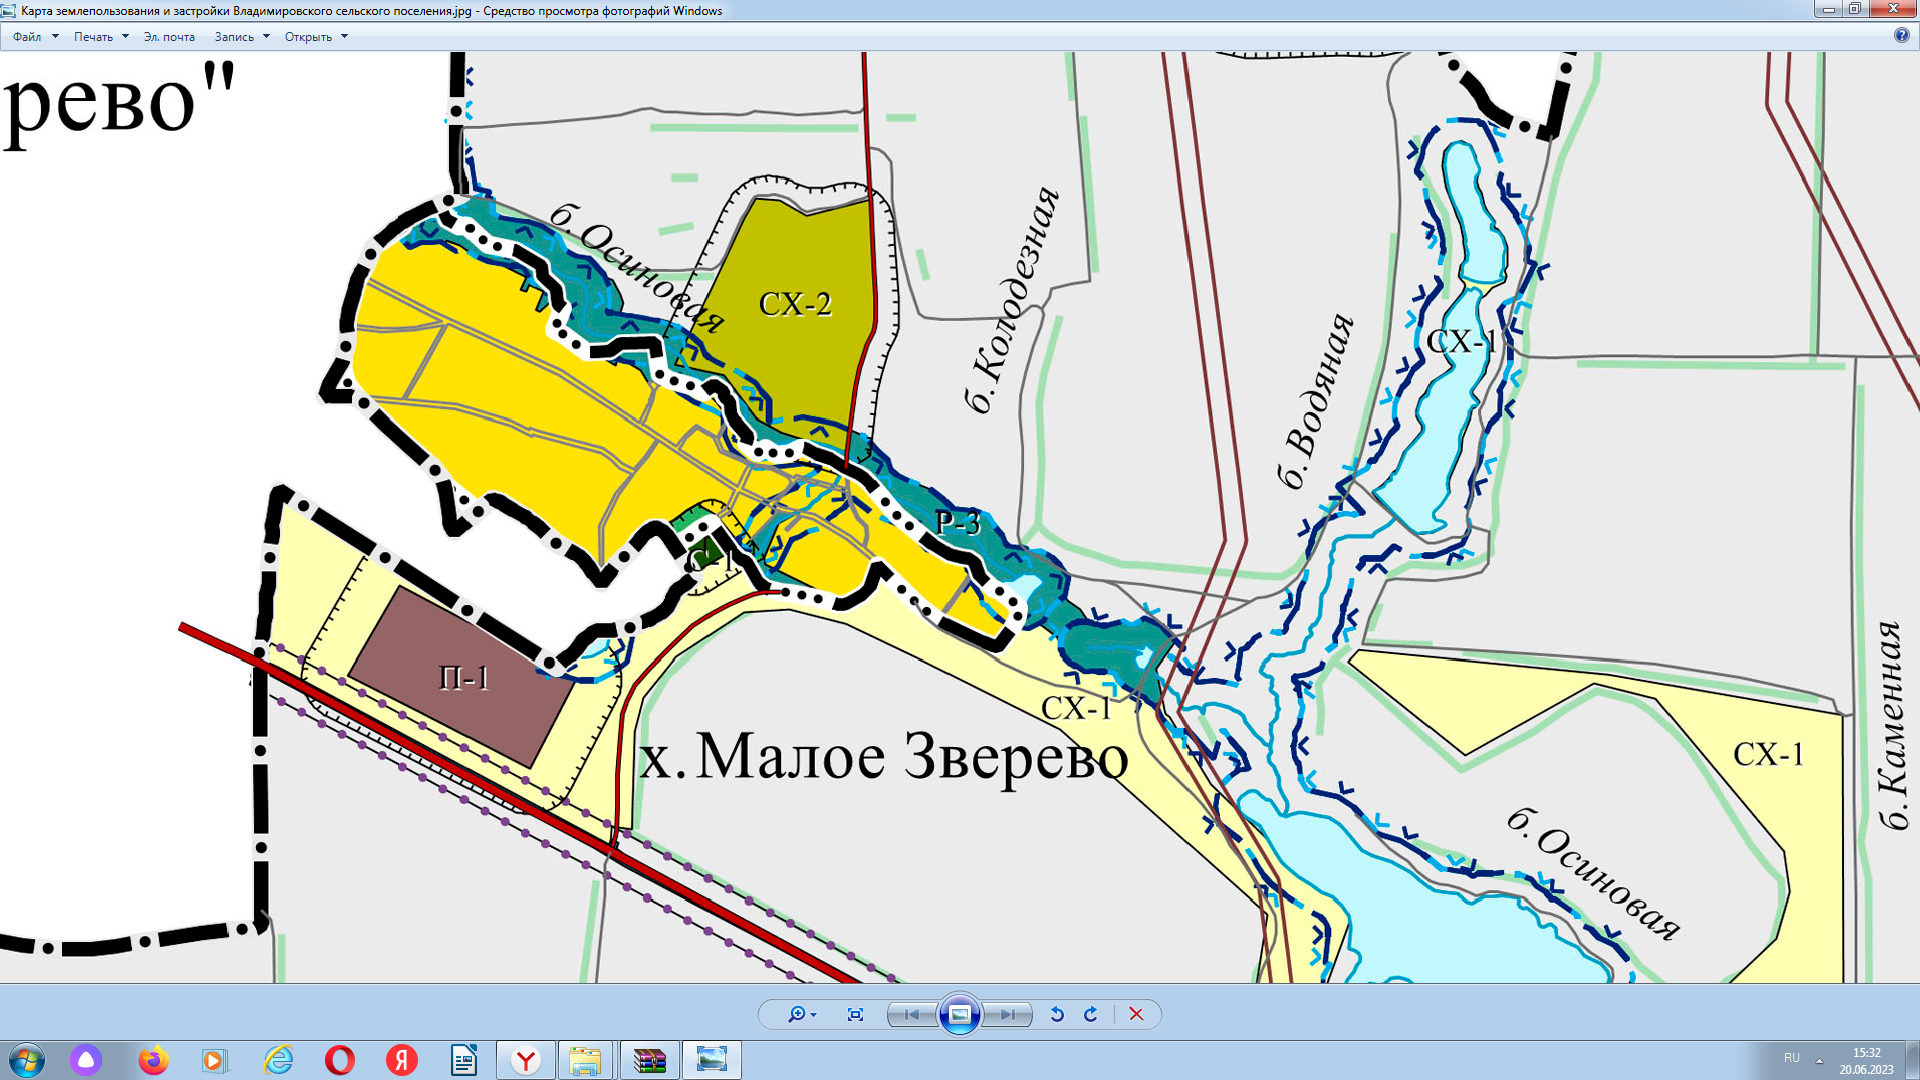 Карта землепользования и застройки Владимировского сельского поселения.jpg - Средство просмотра фотографий Windows
Файл Печать Эл. почта Запись Открыть
рево"
б. Осиновая
СХ-2
б. Колодезная
б. Водяная
СХ-1
Р-3
П-1
СХ-1
х. Малое Зверево
СХ-1
б. Каменная
б. Осиновая
RU
15:32
20.06.2023